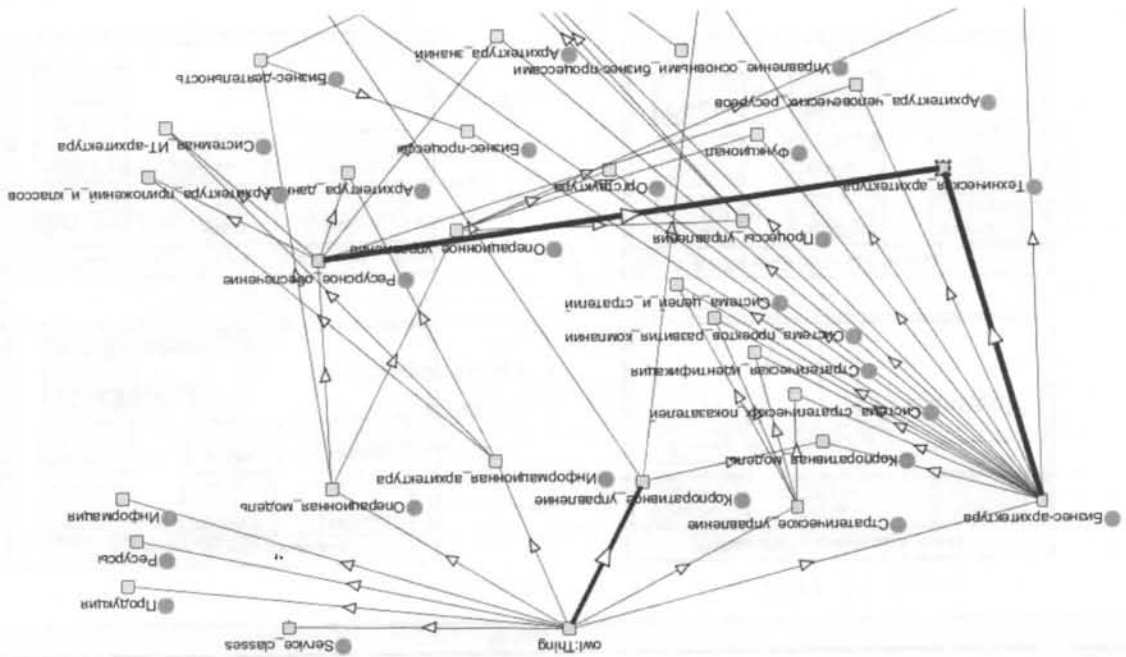 owl:Thing
Service_classes
Продукция
Ресурсы
Информация
Бизнес-архитектура
Стратегическое_управление
Корпоративное_управление
Операционная_модель
Информационная_архитектура
Корпоративная_модель
Система_стратегических_показателей
Стратегическая_идентификация
Система_проектов_развития_компании
Система_целей_и_стратегий
Ресурсное_обеспечение
Процессы_управления
Операционное_управление
Техническая_архитектура
Оргструктура
Архитектура_данн
Архитектура_приложений_и_классов
Функционал
Бизнес-процессы
Системная_ИТ-архитектура
Архитектура_человеческих_ресурсов
Управление_основными_бизнес-процессами
Бизнес-деятельность
Архитектура_знаний